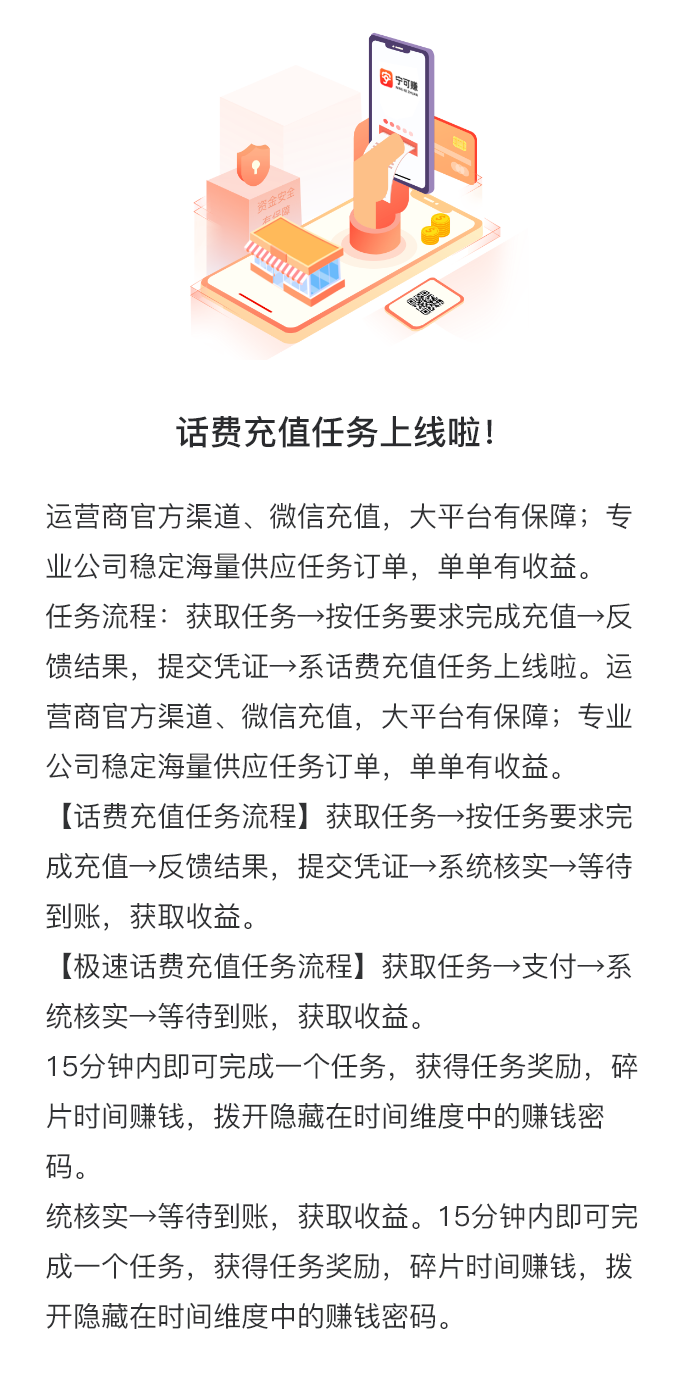 宁可赚
资金安全
有保障
话费充值任务上线啦！
运营商官方渠道、微信充值，大平台有保障；专
业公司稳定海量供应任务订单，单单有收益。
任务流程：获取任务→按任务要求完成充值→反
馈结果，提交凭证→系话费充值任务上线啦。运
营商官方渠道、微信充值，大平台有保障；专业
公司稳定海量供应任务订单，单单有收益。
【话费充值任务流程】获取任务→按任务要求完
成充值→反馈结果，提交凭证→系统核实→等待
到账，获取收益。
【极速话费充值任务流程】获取任务→支付→系
统核实→等待到账，获取收益。
15分钟内即可完成一个任务，获得任务奖励，碎
片时间赚钱，拨开隐藏在时间维度中的赚钱密
码。
统核实→等待到账，获取收益。15分钟内即可完
成一个任务，获得任务奖励，碎片时间赚钱，拨
开隐藏在时间维度中的赚钱密码。